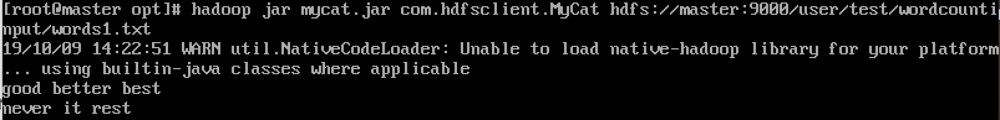 [root@master opt]# hadoop jar mycat.jar com.hdfsclient.MyCat hdfs://master:9000/user/test/wordcounti
nput/words1.txt
19/10/09 14:22:51 WARN util.NativeCodeLoader: Unable to load native-hadoop library for your platform
... using builtin-java classes where applicable
good better best
never it rest